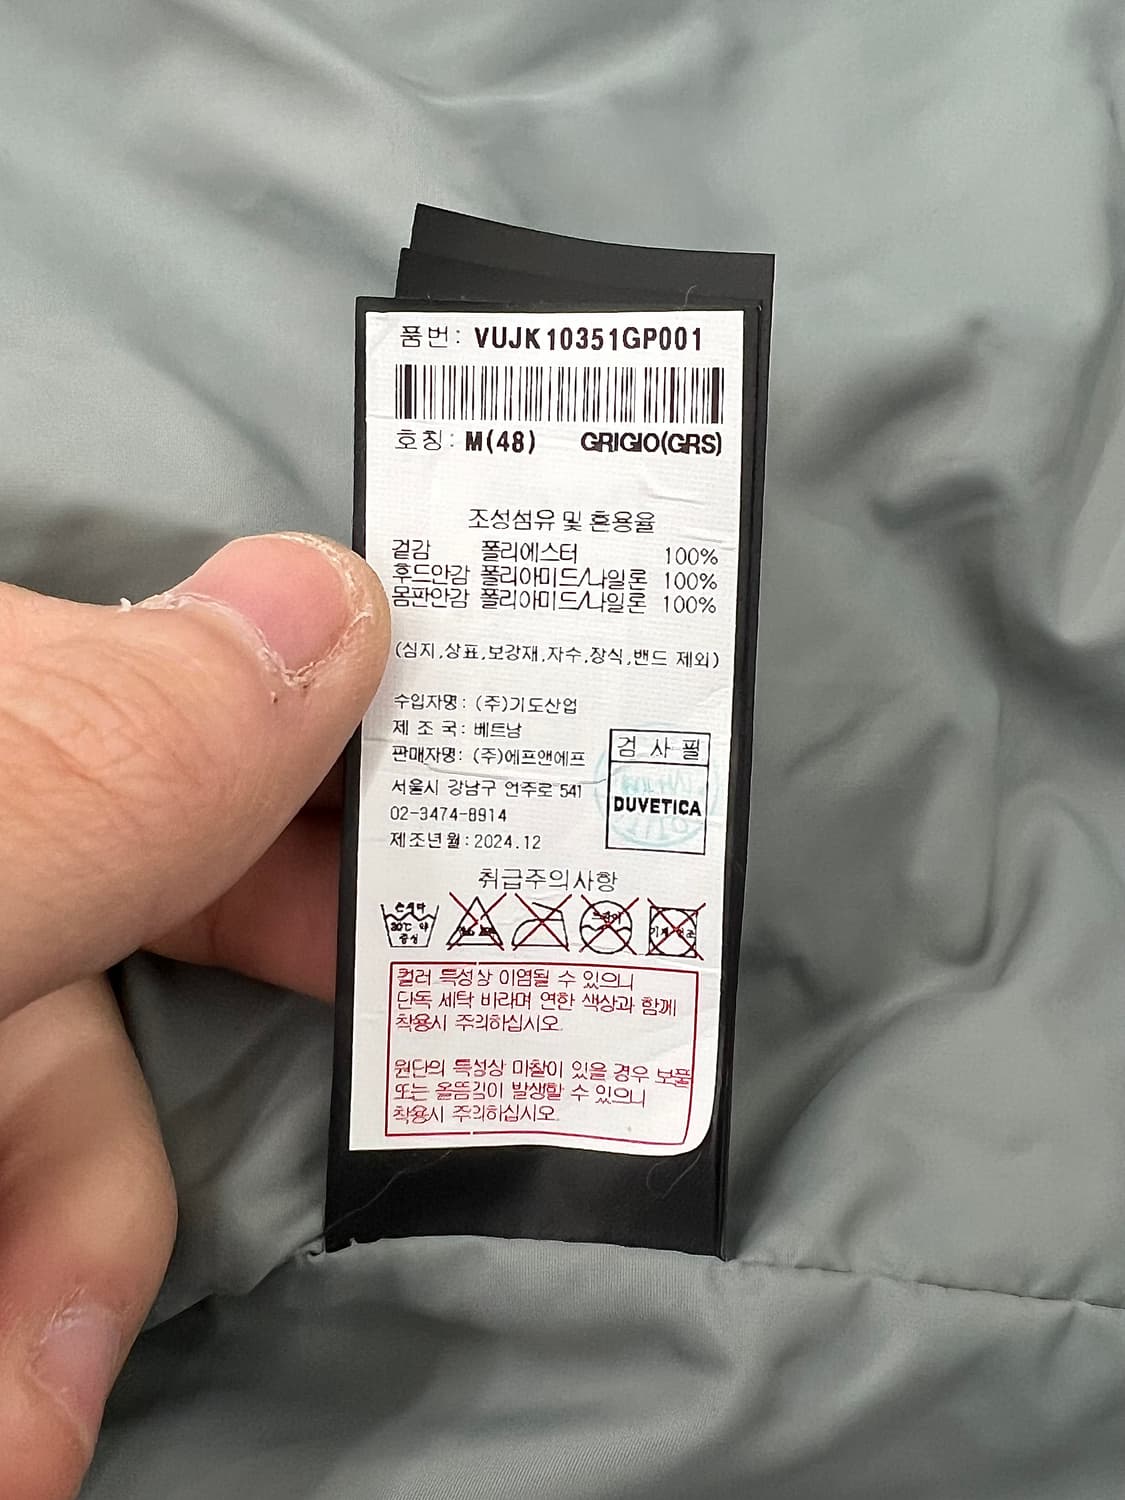 품번: VUJK10351GP001
호칭: M(48) GRIGIO(GRS)
조성섬유 및 혼용율
겉감 폴리에스터 100%
후드안감 폴리아미드/나일론 100%
몸판안감 폴리아미드/나일론 100%
(심지,상표,보강재,자수,장식,밴드 제외)
수입자명: (주)기도산업
제 조 국: 베트남
판매자명: (주)에프앤에프
서울시 강남구 언주로 541
02-3474-8914
제조년월:2024.12
검 사 필
DUVETICA
취급주의사항
손세탁
30℃ 약
중성
드라이
컬러 특성상 이염될 수 있으니
단독 세탁 바라며 연한 색상과 함께
착용시 주의하십시오.
원단의 특성상 마찰이 있을 경우 보풀
또는 올뜯김이 발생할 수 있으니
착용시 주의하십시오.